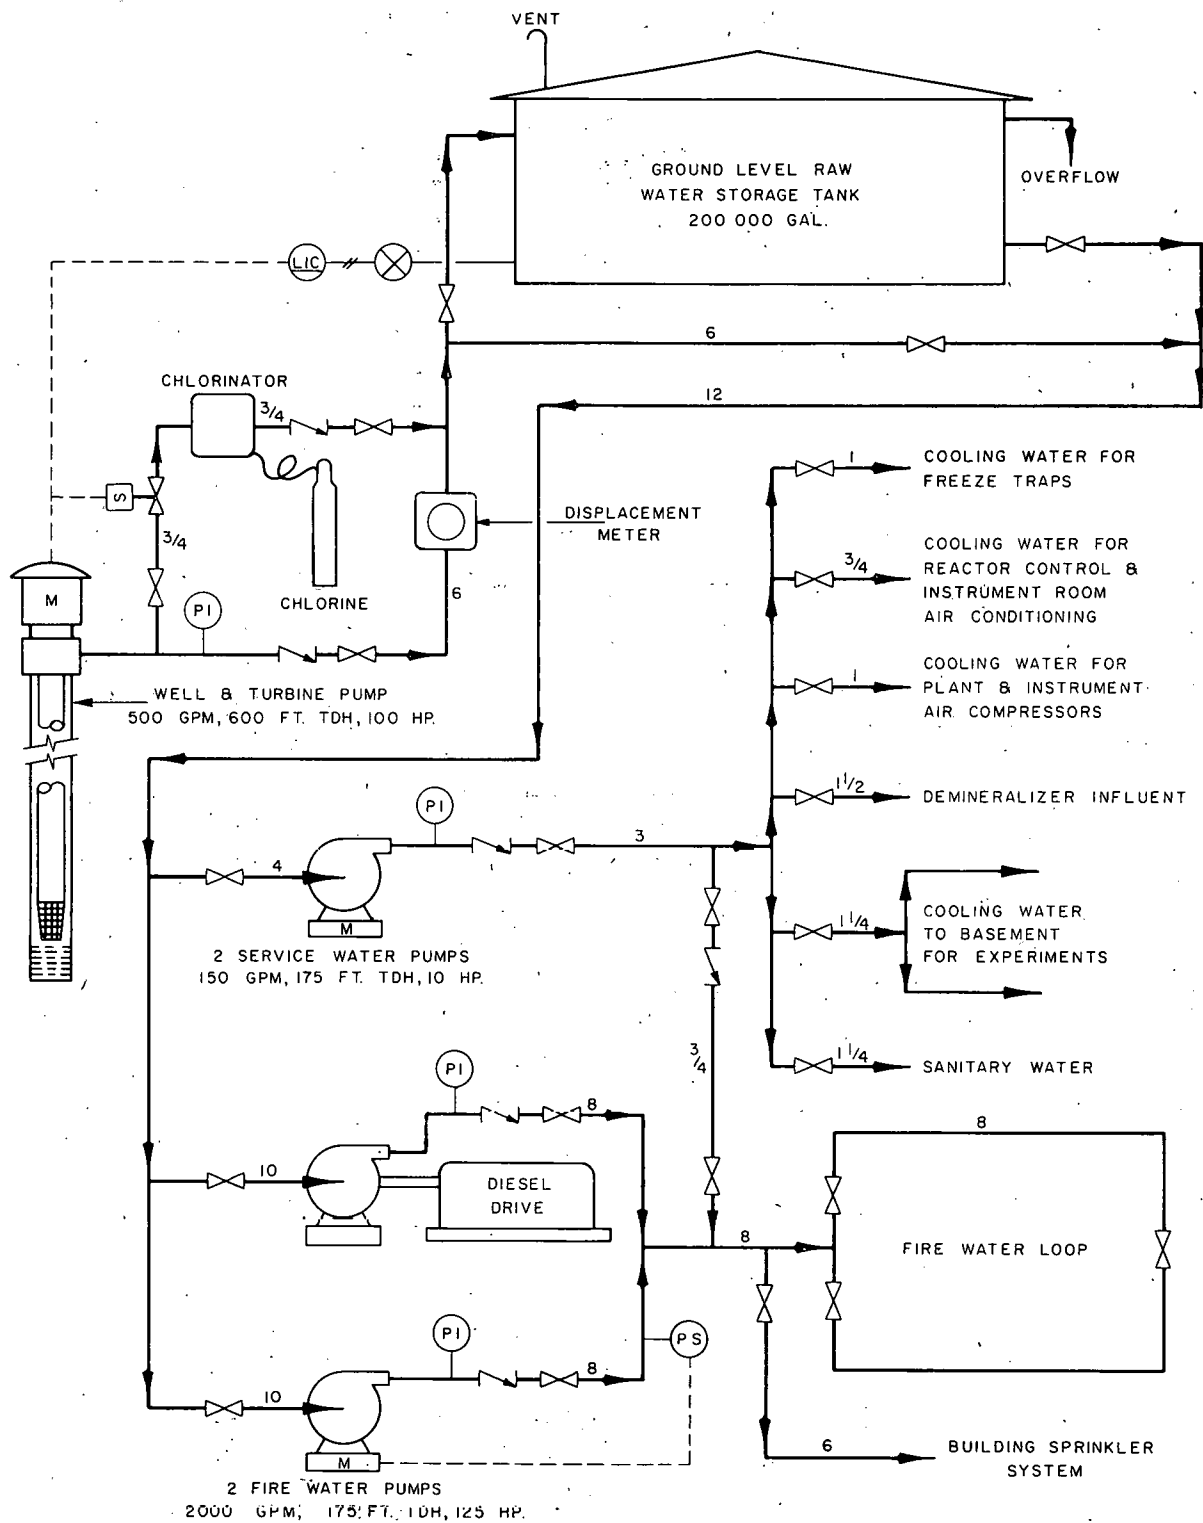 VENT
GROUND LEVEL RAW
WATER STORAGE TANK
200 000 GAL.
OVERFLOW
LIC
6
12
CHLORINATOR
3/4
S
3/4
CHLORINE
DISPLACEMENT
METER
6
M
PI
WELL & TURBINE PUMP
500 GPM, 600 FT. TDH, 100 HP.
1
COOLING WATER FOR
FREEZE TRAPS
3/4
COOLING WATER FOR
REACTOR CONTROL &
INSTRUMENT ROOM
AIR CONDITIONING
1
COOLING WATER FOR
PLANT & INSTRUMENT
AIR COMPRESSORS
1 1/2
DEMINERALIZER INFLUENT
PI
3
4
M
2 SERVICE WATER PUMPS
150 GPM, 175 FT. TDH, 10 HP.
1 1/4
COOLING WATER
TO BASEMENT
FOR EXPERIMENTS
3/4
1 1/4
SANITARY WATER
PI
8
10
DIESEL
DRIVE
8
8
FIRE WATER LOOP
PI
PS
8
10
M
2 FIRE WATER PUMPS
2000 GPM, 175 FT. TDH, 125 HP.
6
BUILDING SPRINKLER
SYSTEM